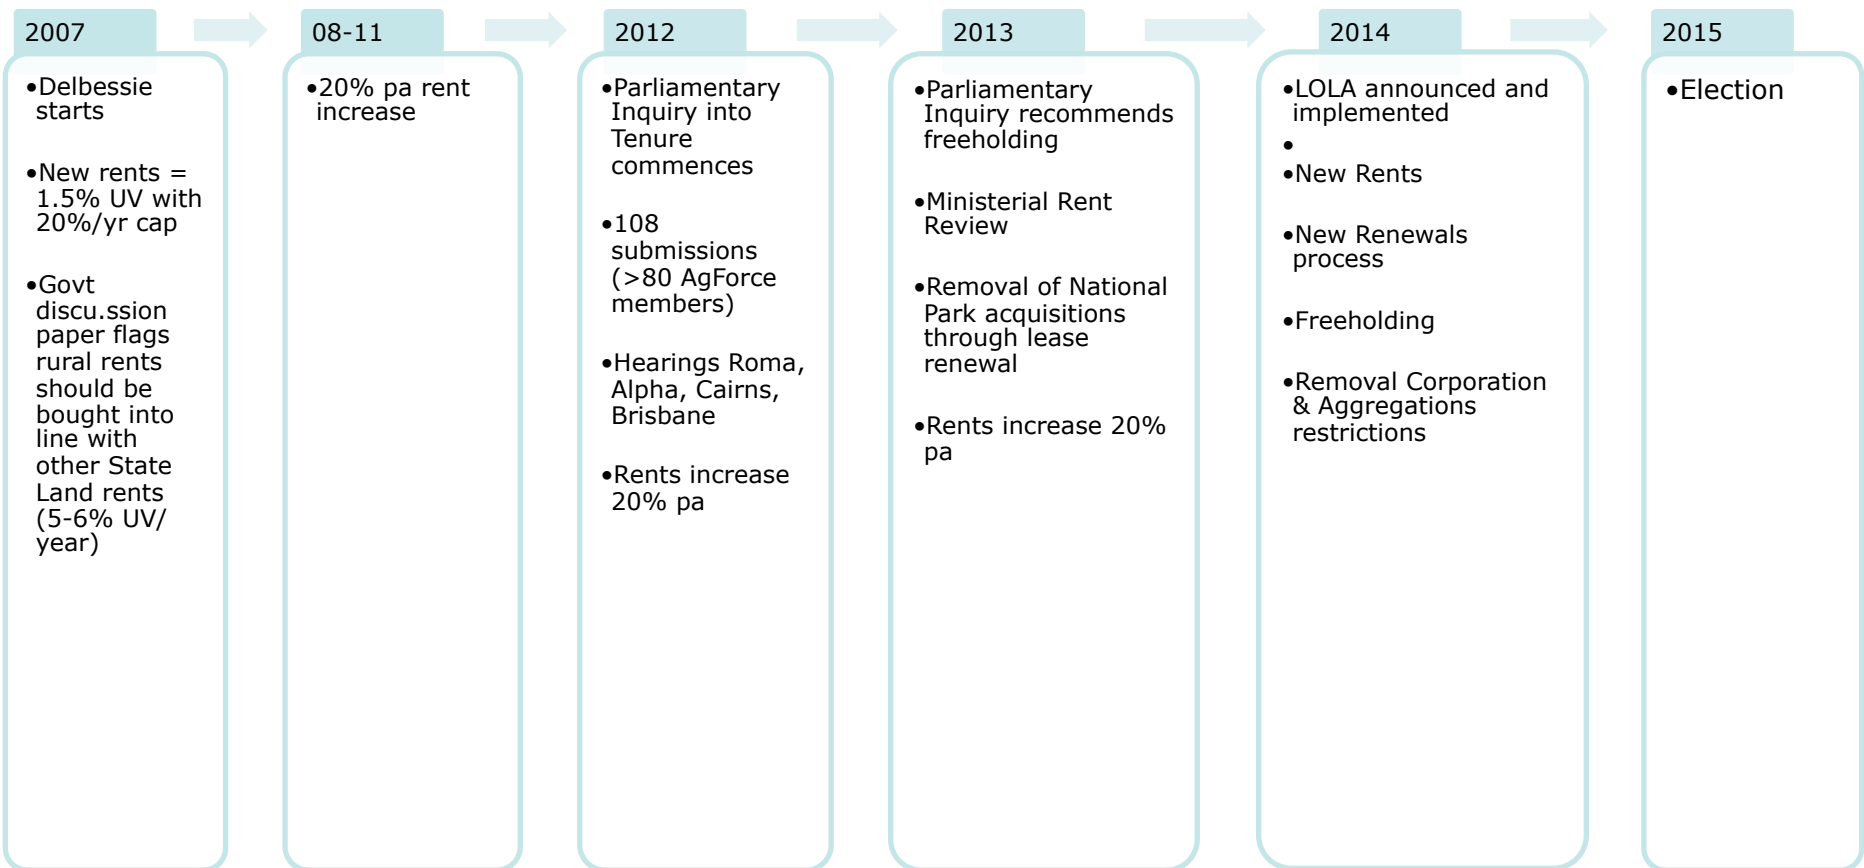 2007
•Delbessie
starts
•New rents =
1.5% UV with
20%/yr cap
•Govt
discu.ssion
paper flags
rural rents
should be
bought into
line with
other State
Land rents
(5-6% UV/
year)
08-11
•20% pa rent
increase
2012
•Parliamentary
Inquiry into
Tenure
commences
•108
submissions
(>80 AgForce
members)
•Hearings Roma,
Alpha, Cairns,
Brisbane
•Rents increase
20% pa
2013
•Parliamentary
Inquiry recommends
freeholding
•Ministerial Rent
Review
•Removal of National
Park acquisitions
through lease
renewal
•Rents increase 20%
pa
2014
•LOLA announced and
implemented
•
•New Rents
•New Renewals
process
•Freeholding
•Removal Corporation
& Aggregations
restrictions
2015
•Election